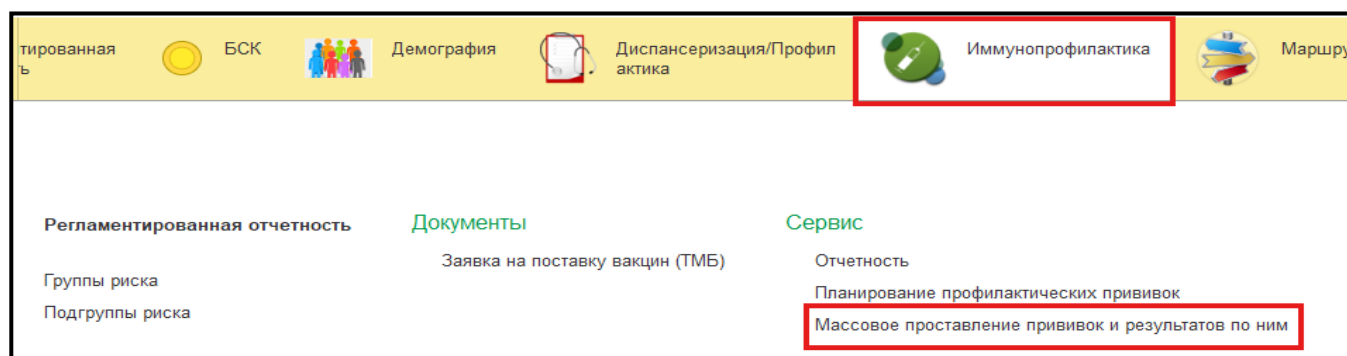 тированная БСК Демография Диспансеризация/Профил Иммунопрофилактика Маршру
ь актика
Регламентированная отчетность Документы Сервис
Заявка на поставку вакцин (ТМБ) Отчетность
Группы риска
Планирование профилактических прививок
Подгруппы риска
Массовое проставление прививок и результатов по ним